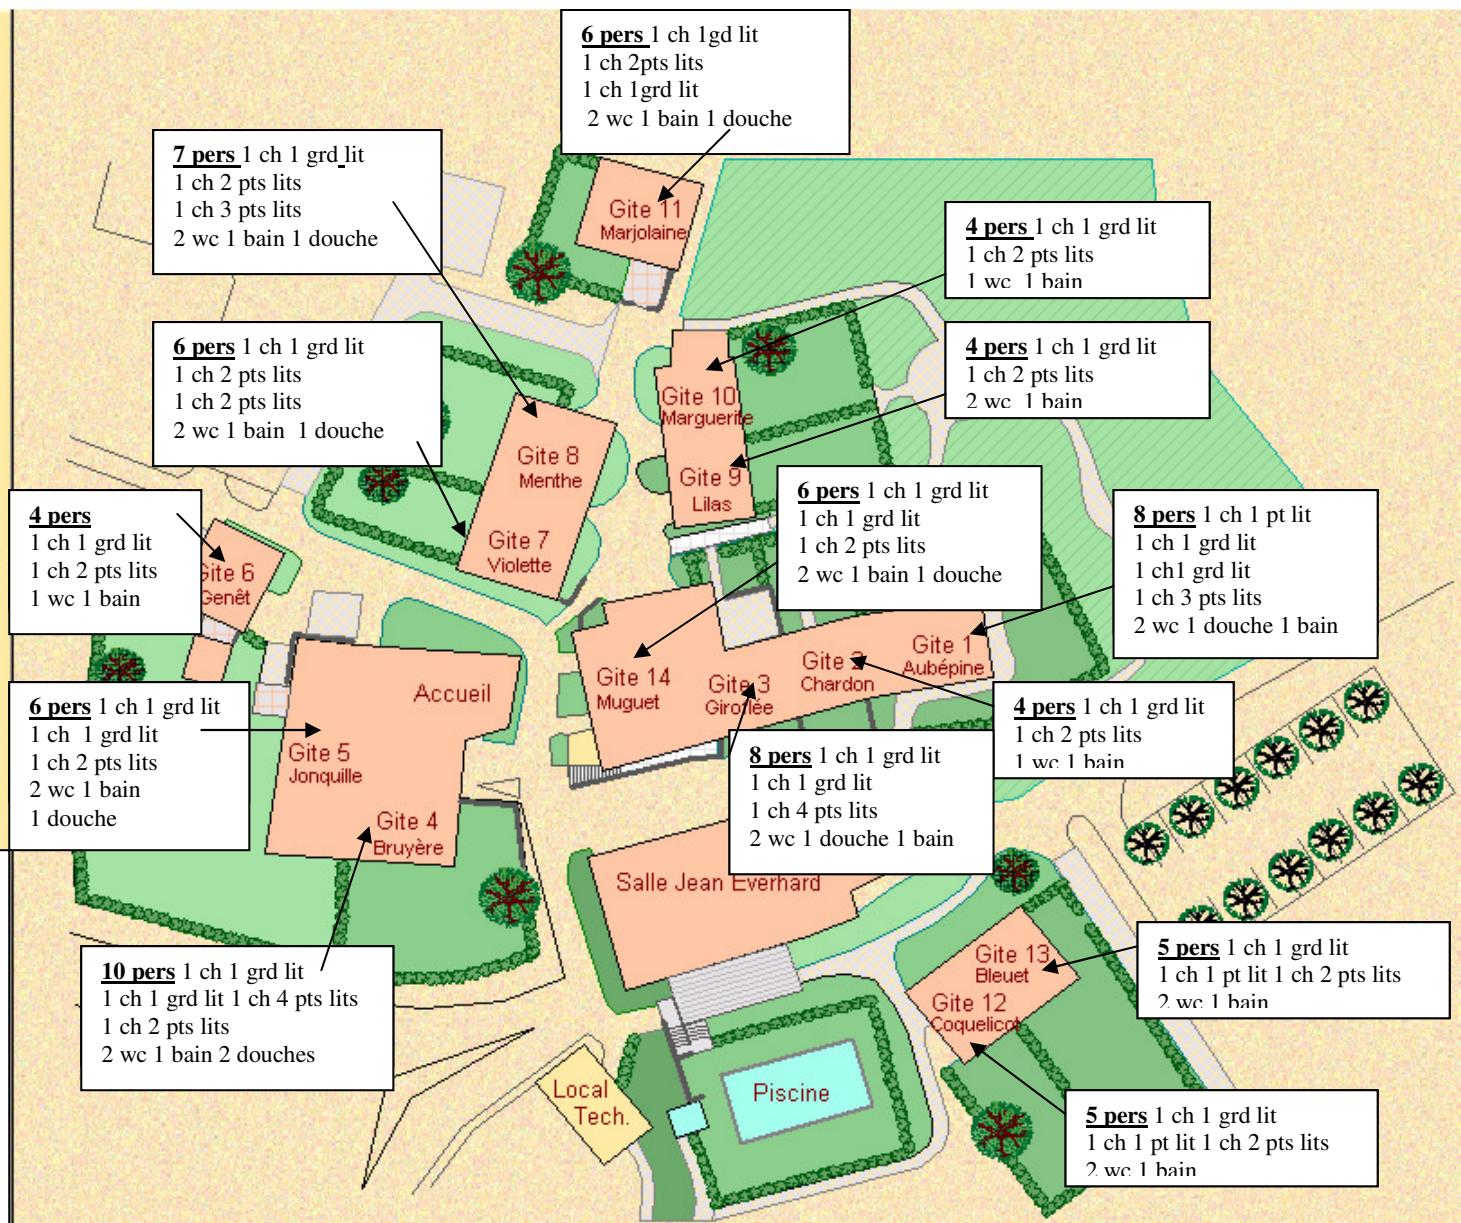 6 pers 1 ch 1gd lit
1 ch 2pts lits
1 ch 1grd lit
2 wc 1 bain 1 douche
7 pers 1 ch 1 grd lit
1 ch 2 pts lits
1 ch 3 pts lits
2 wc 1 bain 1 douche
Gite 11
Marjolaine
4 pers 1 ch 1 grd lit
1 ch 2 pts lits
1 wc 1 bain
6 pers 1 ch 1 grd lit
1 ch 2 pts lits
1 ch 2 pts lits
2 wc 1 bain 1 douche
4 pers 1 ch 1 grd lit
1 ch 2 pts lits
2 wc 1 bain
Gite 10
Marguerite
Gite 8
Menthe
Gite 9
Lilas
6 pers 1 ch 1 grd lit
1 ch 1 grd lit
1 ch 2 pts lits
2 wc 1 bain 1 douche
8 pers 1 ch 1 pt lit
1 ch 1 grd lit
1 ch1 grd lit
1 ch 3 pts lits
2 wc 1 douche 1 bain
4 pers
1 ch 1 grd lit
1 ch 2 pts lits
1 wc 1 bain
Gite 7
Violette
Gite 6
Genêt
Gite 1
Aubépine
Gite 2
Chardon
Gite 3
Giroflée
Gite 14
Muguet
Accueil
6 pers 1 ch 1 grd lit
1 ch 1 grd lit
1 ch 2 pts lits
2 wc 1 bain
1 douche
Gite 5
Jonquille
4 pers 1 ch 1 grd lit
1 ch 2 pts lits
1 wc 1 bain
8 pers 1 ch 1 grd lit
1 ch 1 grd lit
1 ch 4 pts lits
2 wc 1 douche 1 bain
Gite 4
Bruyère
Salle Jean Everhard
10 pers 1 ch 1 grd lit
1 ch 1 grd lit 1 ch 4 pts lits
1 ch 2 pts lits
2 wc 1 bain 2 douches
Gite 13
Bleuet
Gite 12
Coquelicot
5 pers 1 ch 1 grd lit
1 ch 1 pt lit 1 ch 2 pts lits
2 wc 1 bain
Local
Tech.
Piscine
5 pers 1 ch 1 grd lit
1 ch 1 pt lit 1 ch 2 pts lits
2 wc 1 bain